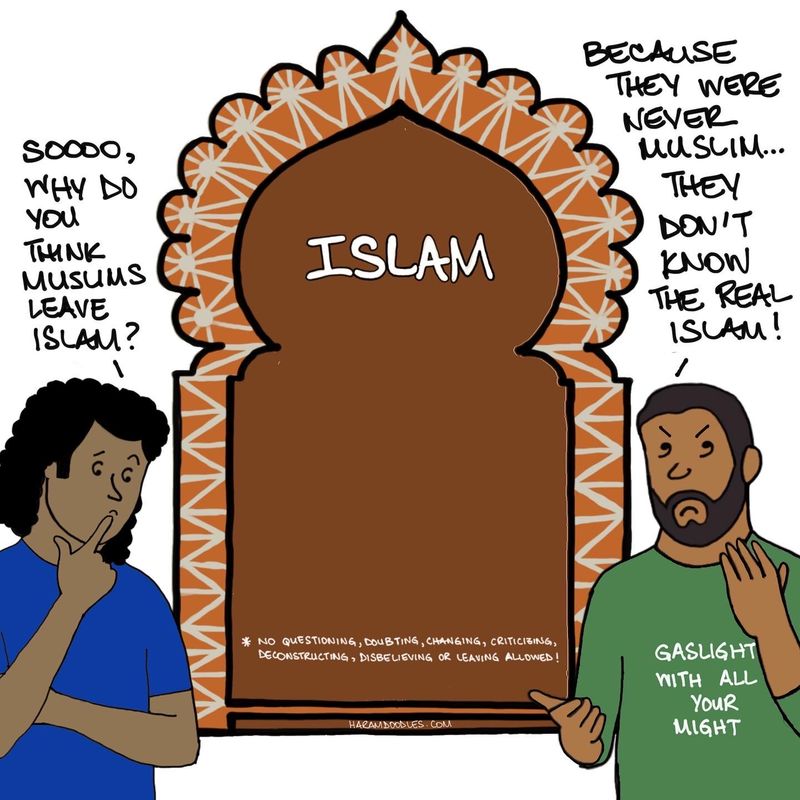 SOOOO,
WHY DO
YOU
THINK
MUSLIMS
LEAVE
ISLAM?
BECAUSE
THEY WERE
NEVER
MUSLIM...
THEY
DON'T
KNOW
THE REAL
ISLAM!
ISLAM
* NO QUESTIONING, DOUBTING, CHANGING, CRITICIZING,
DECONSTRUCTING, DISBELIEVING OR LEAVING ALLOWED!
HARAMDOODLES.COM
GASLIGHT
WITH ALL
YOUR
MIGHT